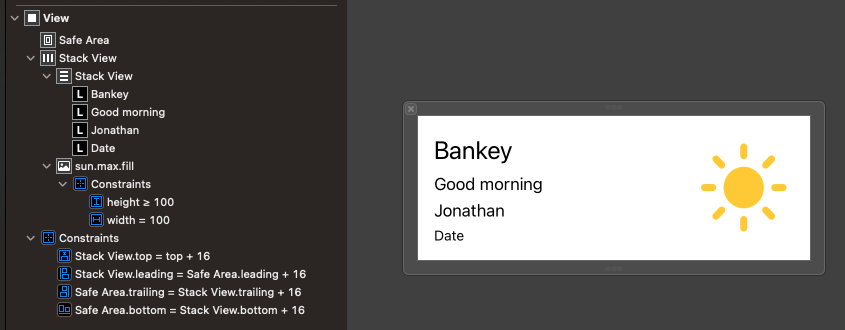 View
Safe Area
Stack View
Stack View
L Bankey
L Good morning
L Jonathan
L Date
sun.max.fill
Constraints
height ≥ 100
width = 100
Constraints
Stack View.top = top + 16
Stack View.leading = Safe Area.leading + 16
Safe Area.trailing = Stack View.trailing + 16
Safe Area.bottom = Stack View.bottom + 16
Bankey
Good morning
Jonathan
Date